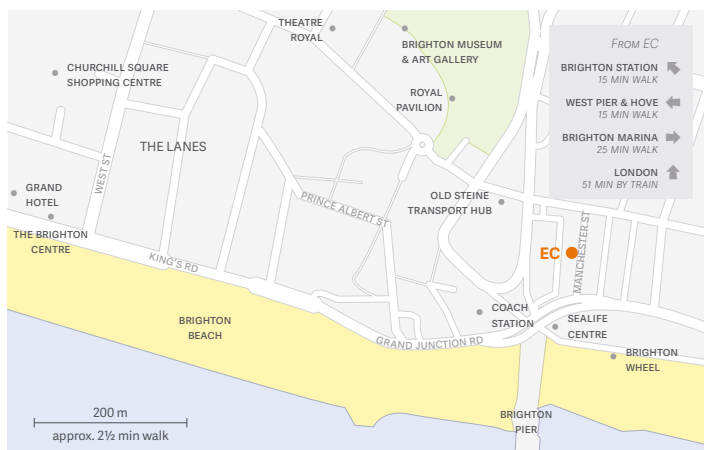 THEATRE
ROYAL
BRIGHTON MUSEUM
& ART GALLERY
CHURCHILL SQUARE
SHOPPING CENTRE
ROYAL
PAVILION
FROM EC
BRIGHTON STATION
15 MIN WALK
WEST PIER & HOVE
15 MIN WALK
BRIGHTON MARINA
25 MIN WALK
LONDON
51 MIN BY TRAIN
THE LANES
WEST ST
GRAND
HOTEL
THE BRIGHTON
CENTRE
KING'S RD
PRINCE ALBERT ST
OLD STEINE
TRANSPORT HUB
MANCHESTER ST
EC
BRIGHTON
BEACH
COACH
STATION
SEALIFE
CENTRE
GRAND JUNCTION RD
BRIGHTON
WHEEL
BRIGHTON
PIER
200 m
approx. 2½ min walk